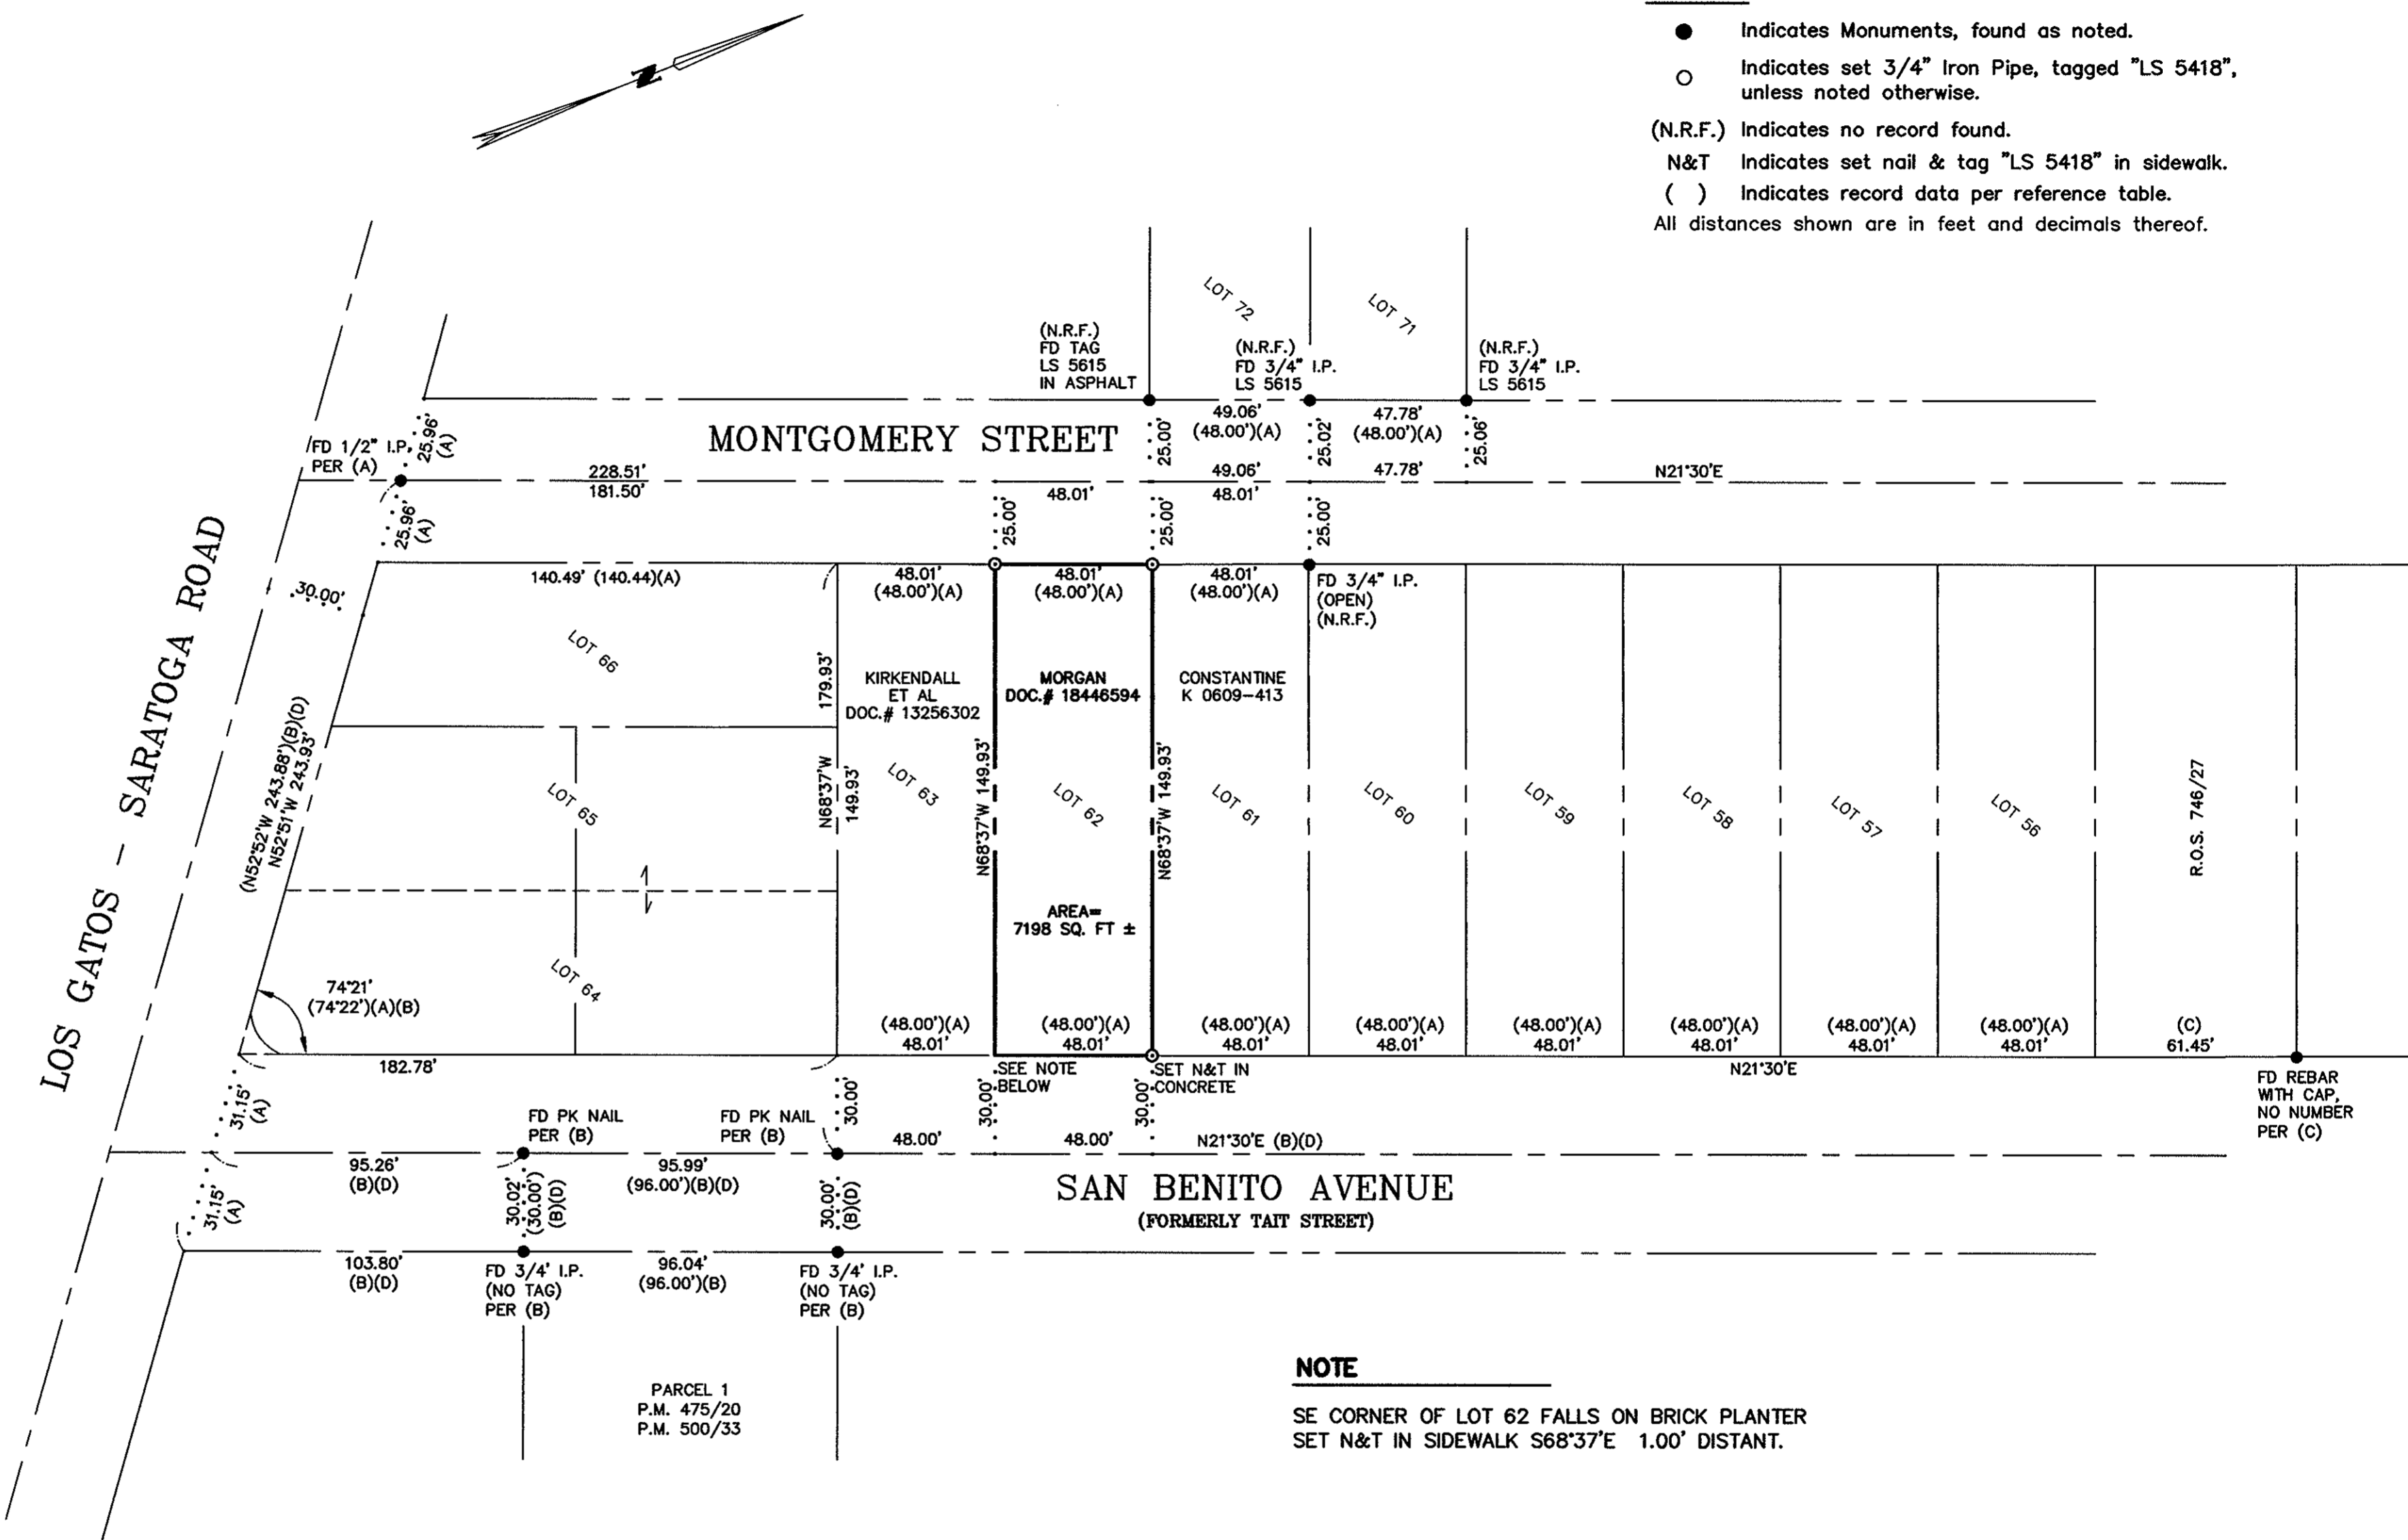 Indicates Monuments, found as noted.
Indicates set 3/4" Iron Pipe, tagged "LS 5418",
unless noted otherwise.
(N.R.F.) Indicates no record found.
N&T Indicates set nail & tag "LS 5418" in sidewalk.
( ) Indicates record data per reference table.
All distances shown are in feet and decimals thereof.
N
LOT 72
LOT 71
(N.R.F.)
FD TAG
LS 5615
IN ASPHALT
(N.R.F.)
FD 3/4" I.P.
LS 5615
(N.R.F.)
FD 3/4" I.P.
LS 5615
25.96'
(A)
FD 1/2" I.P.
PER (A)
MONTGOMERY STREET
25.00'
49.06'
(48.00')(A)
25.02'
47.78'
(48.00')(A)
25.06'
228.51'
181.50'
49.06'
47.78'
N21°30'E
48.01'
48.01'
25.96'
(A)
25.00'
25.00'
25.00'
LOS GATOS - SARATOGA ROAD
30.00'
140.49' (140.44)(A)
48.01'
(48.00')(A)
48.01'
(48.00')(A)
48.01'
(48.00')(A)
FD 3/4" I.P.
(OPEN)
(N.R.F.)
LOT 66
179.93'
KIRKENDALL
ET AL
DOC.# 13256302
MORGAN
DOC.# 18446594
CONSTANTINE
K 0609-413
(N52°52'W 243.88')(B)(D)
N52°51'W 243.93'
LOT 65
N68°37'W
149.93'
LOT 63
N68°37'W 149.93'
LOT 62
N68°37'W 149.93'
LOT 61
LOT 60
LOT 59
LOT 58
LOT 57
LOT 56
R.O.S. 746/27
AREA=
7198 SQ. FT ±
LOT 64
74°21'
(74°22')(A)(B)
(48.00')(A)
48.01'
(48.00')(A)
48.01'
(48.00')(A)
48.01'
(48.00')(A)
48.01'
(48.00')(A)
48.01'
(48.00')(A)
48.01'
(48.00')(A)
48.01'
(48.00')(A)
48.01'
(C)
61.45'
182.78'
SEE NOTE
BELOW
SET N&T IN
CONCRETE
N21°30'E
FD REBAR
WITH CAP,
NO NUMBER
PER (C)
31.15'
(A)
FD PK NAIL
PER (B)
FD PK NAIL
PER (B)
30.00'
30.00'
30.00'
48.00'
48.00'
N21°30'E (B)(D)
95.26'
(B)(D)
95.99'
(96.00')(B)(D)
31.15'
(A)
30.02'
(30.00')
(B)(D)
30.00'
(B)(D)
SAN BENITO AVENUE
(FORMERLY TAIT STREET)
103.80'
(B)(D)
FD 3/4' I.P.
(NO TAG)
PER (B)
96.04'
(96.00')(B)
FD 3/4' I.P.
(NO TAG)
PER (B)
PARCEL 1
P.M. 475/20
P.M. 500/33
NOTE
SE CORNER OF LOT 62 FALLS ON BRICK PLANTER
SET N&T IN SIDEWALK S68°37'E 1.00' DISTANT.